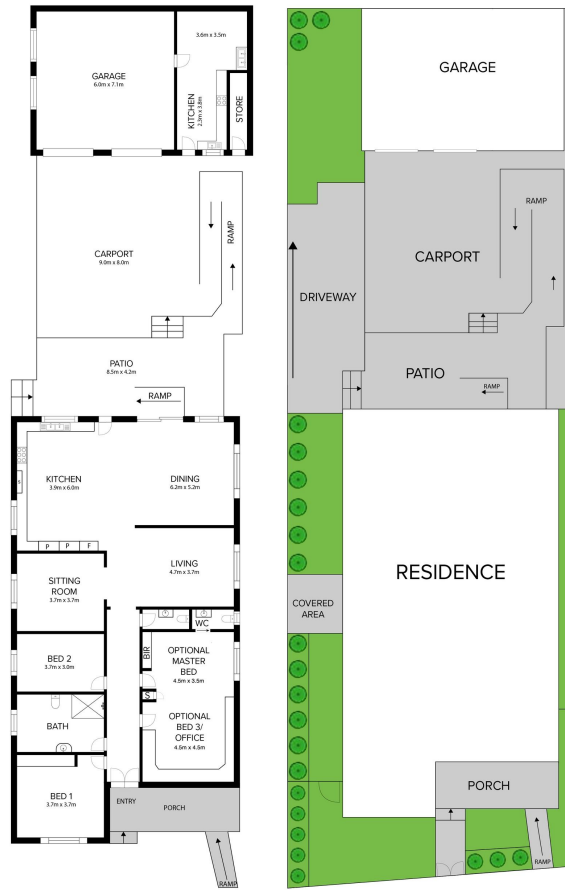 3.6m x 3.5m
GARAGE
6.0m x 7.1m
KITCHEN
2.3m x 3.8m
STORE
RAMP
CARPORT
9.0m x 8.0m
PATIO
8.5m x 4.2m
RAMP
KITCHEN
3.9m x 6.0m
DINING
6.2m x 5.2m
P
P
F
LIVING
4.7m x 3.7m
SITTING
ROOM
3.7m x 3.7m
WC
BIR
OPTIONAL
MASTER
BED
4.5m x 3.5m
BED 2
3.7m x 3.0m
S
OPTIONAL
BED 3/
OFFICE
4.5m x 4.5m
BATH
BED 1
3.7m x 3.7m
ENTRY
PORCH
RAMP
GARAGE
RAMP
CARPORT
DRIVEWAY
PATIO
RAMP
RESIDENCE
COVERED
AREA
PORCH
RAMP